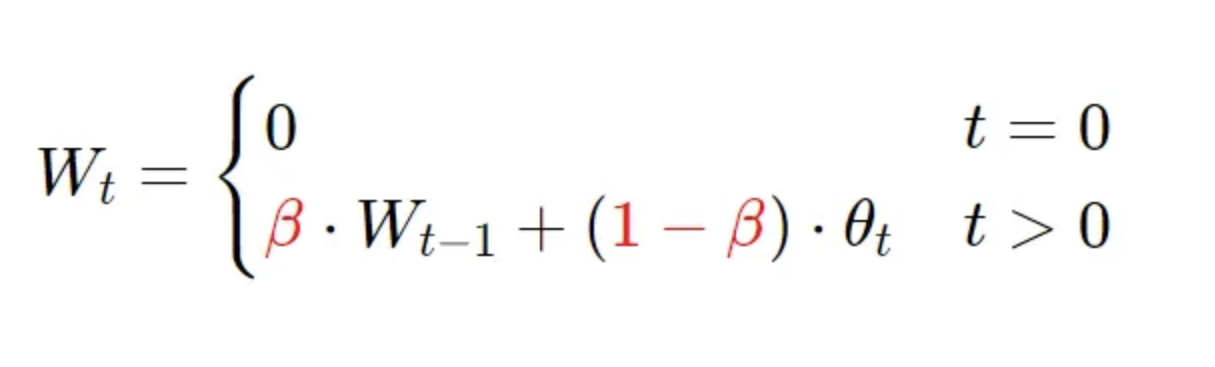 W_t = { 0    t = 0
β · W_{t−1} + (1 − β) · θ_t    t > 0